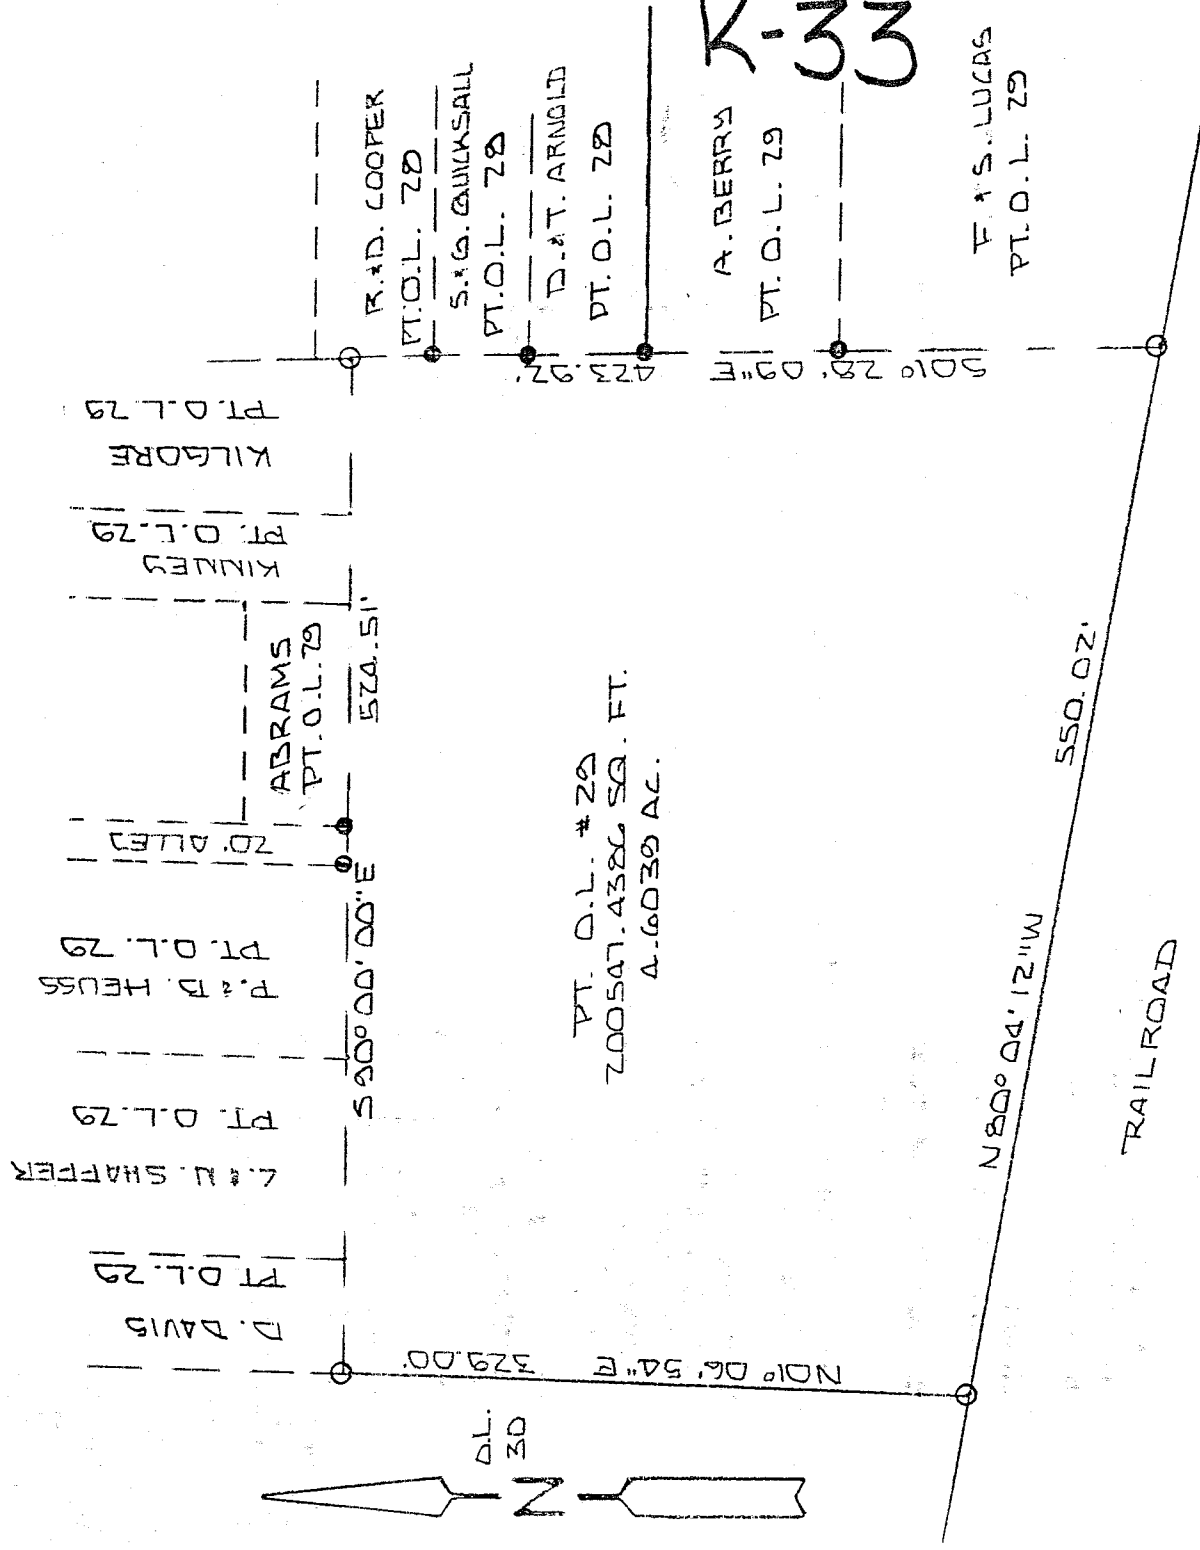 K-33
R. & D. COOPER
PT. O.L. 28
S. & G. QUICKSALL
PT. O.L. 28
D. & T. ARNOLD
PT. O.L. 28
A. BERRY
PT. O.L. 29
F. & S. LUCAS
PT. O.L. 29
KILGORE
PT. O.L. 29
KINNEY
PT. O.L. 29
ABRAMS
PT. O.L. 29
20' ALLEY
P. & B. HEUSS
PT. O.L. 29
L. & N. SHAFFER
PT. O.L. 29
D. DAVIS
PT O.L. 29
S 90° 00' 00" E
524.51'
S01° 28' 09" E
423.92'
PT. O.L. #29
200547.4386 SQ. FT.
4.6039 AC.
N80° 04' 12" W
550.02'
RAILROAD
N01° 06' 54" E
329.00'
O.L.
30
N